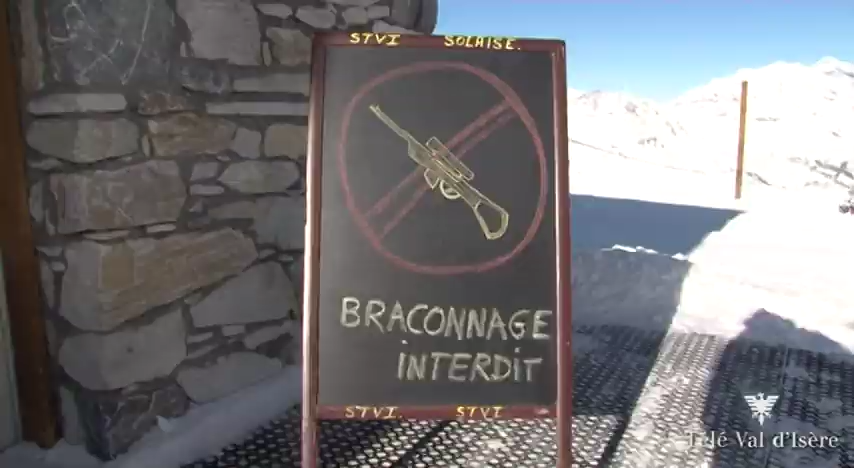 STVI SOLAISE.
BRACONNAGE
INTERDIT
STVI. STVI
Télé Val d'Isère